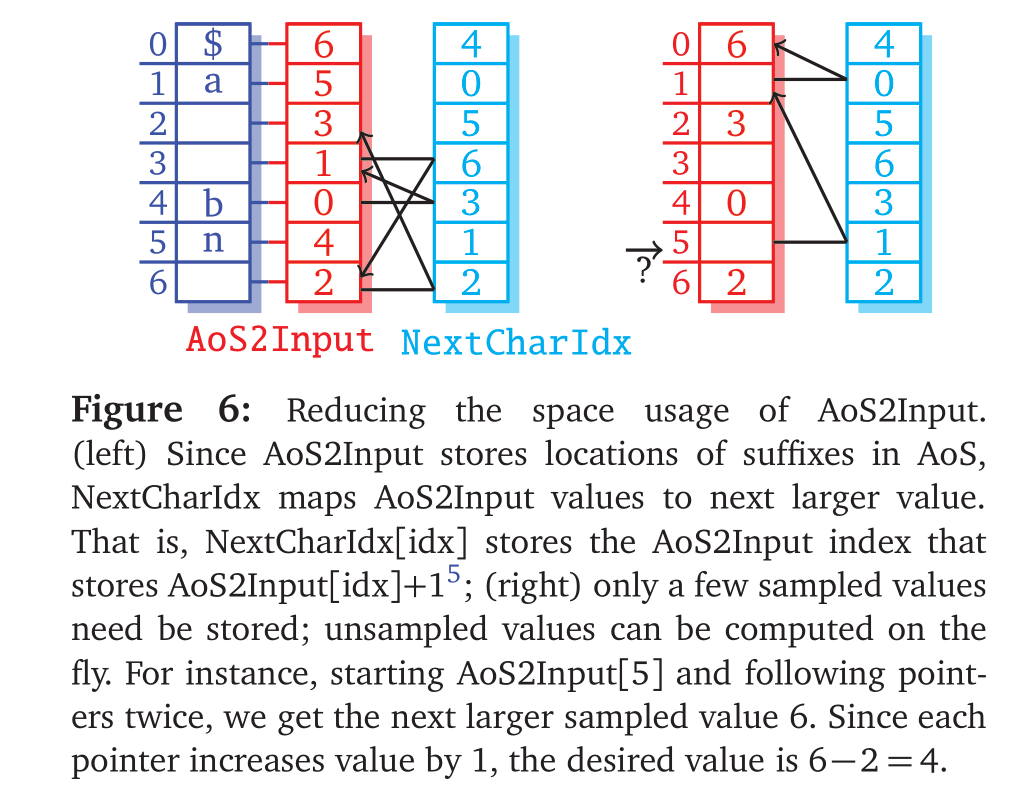 0 $ 6 4 0 6 4
1 a 5 0 1 0
2 3 5 2 3 5
3 1 6 3 6
4 b 0 3 4 0 3
5 n 4 1 5 1
6 2 2 ? 6 2 2
AoS2Input NextCharIdx
Figure 6: Reducing the space usage of AoS2Input.
(left) Since AoS2Input stores locations of suffixes in AoS,
NextCharIdx maps AoS2Input values to next larger value.
That is, NextCharIdx[idx] stores the AoS2Input index that
stores AoS2Input[idx]+1⁵; (right) only a few sampled values
need be stored; unsampled values can be computed on the
fly. For instance, starting AoS2Input[5] and following point-
ers twice, we get the next larger sampled value 6. Since each
pointer increases value by 1, the desired value is 6−2=4.